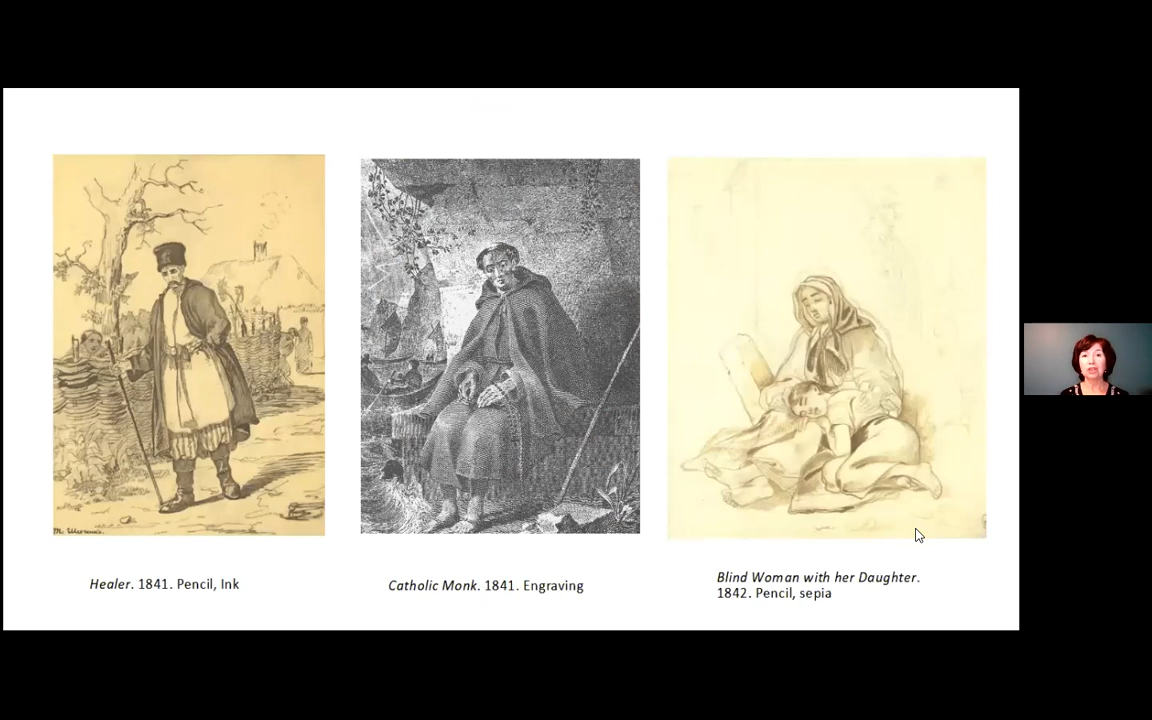 Healer. 1841. Pencil, Ink
Catholic Monk. 1841. Engraving
Blind Woman with her Daughter.
1842. Pencil, sepia